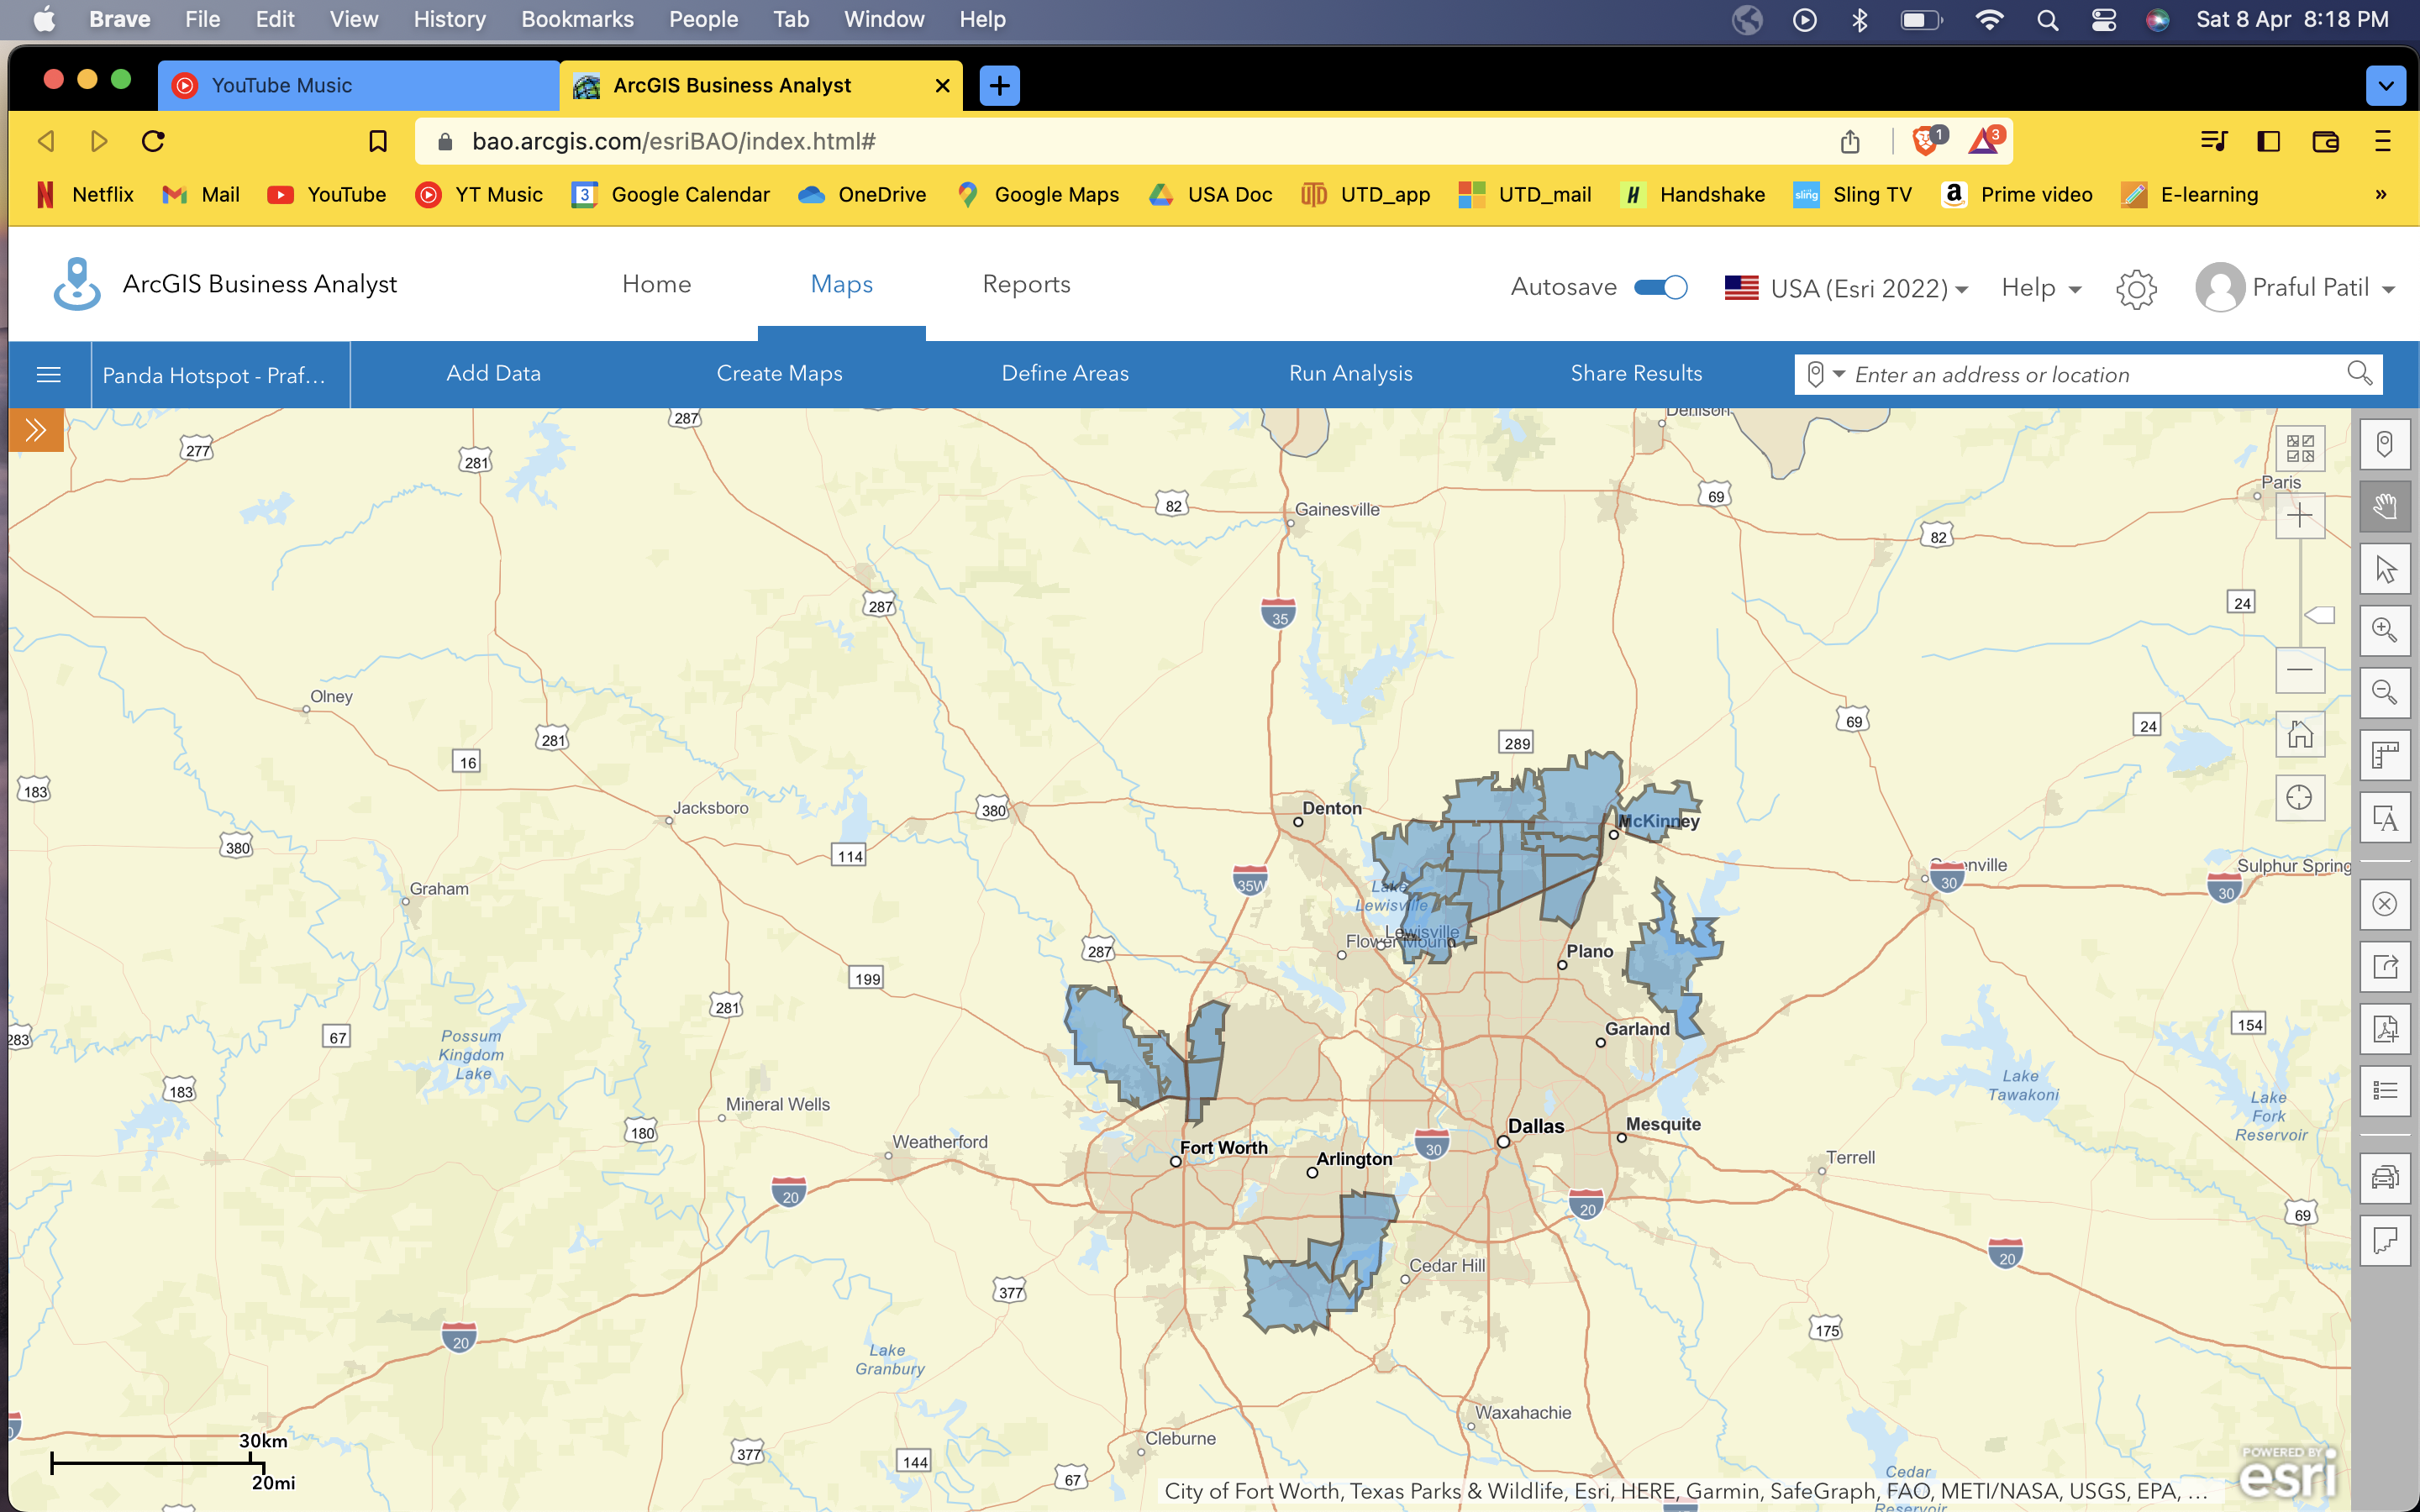 Brave File Edit View History Bookmarks People Tab Window Help Sat 8 Apr 8:18 PM
YouTube Music ArcGIS Business Analyst
bao.arcgis.com/esriBAO/index.html# 1 3
Netflix Mail YouTube YT Music 3 Google Calendar OneDrive Google Maps USA Doc UTD_app UTD_mail Handshake sling Sling TV Prime video E-learning »
ArcGIS Business Analyst Home Maps Reports Autosave USA (Esri 2022) Help Praful Patil
Panda Hotspot - Praf... Add Data Create Maps Define Areas Run Analysis Share Results Enter an address or location
Denison
287
277
281
Paris
69
82
Gainesville
82
24
287
35
Olney
69
24
281
289
16
183
Jacksboro
380
Denton
McKinney
380
114
Sulphur Spring
30
30
35W
Graham
Lake
Lewisville
Lewisville
Flower Mound
287
Plano
199
281
154
Garland
67
283
Possum
Kingdom
Lake
Lake
Tawakoni
183
Lake
Fork
Reservoir
Mineral Wells
Dallas
Mesquite
180
Weatherford
Fort Worth
30
Arlington
Terrell
20
20
69
20
Cedar Hill
377
175
20
Lake
Granbury
Waxahachie
30km
Cleburne
377
144
67
20mi
Cedar
Reservoir
POWERED BY
esri
City of Fort Worth, Texas Parks & Wildlife, Esri, HERE, Garmin, SafeGraph, FAO, METI/NASA, USGS, EPA, ...